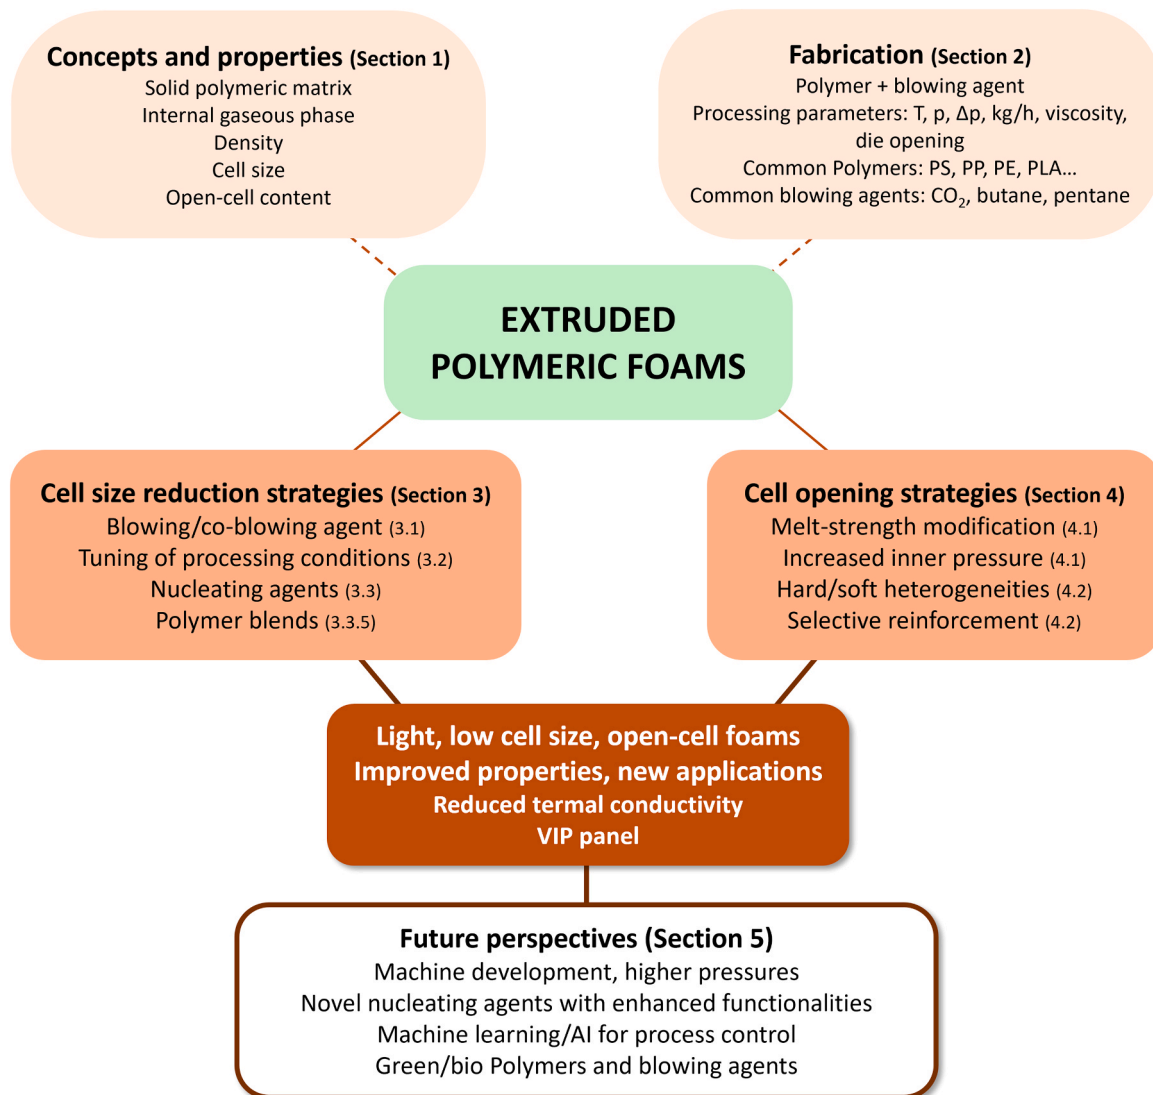 Concepts and properties (Section 1)
Solid polymeric matrix
Internal gaseous phase
Density
Cell size
Open-cell content
Fabrication (Section 2)
Polymer + blowing agent
Processing parameters: T, p, Δp, kg/h, viscosity,
die opening
Common Polymers: PS, PP, PE, PLA...
Common blowing agents: CO₂, butane, pentane
EXTRUDED
POLYMERIC FOAMS
Cell size reduction strategies (Section 3)
Blowing/co-blowing agent (3.1)
Tuning of processing conditions (3.2)
Nucleating agents (3.3)
Polymer blends (3.3.5)
Cell opening strategies (Section 4)
Melt-strength modification (4.1)
Increased inner pressure (4.1)
Hard/soft heterogeneities (4.2)
Selective reinforcement (4.2)
Light, low cell size, open-cell foams
Improved properties, new applications
Reduced termal conductivity
VIP panel
Future perspectives (Section 5)
Machine development, higher pressures
Novel nucleating agents with enhanced functionalities
Machine learning/AI for process control
Green/bio Polymers and blowing agents